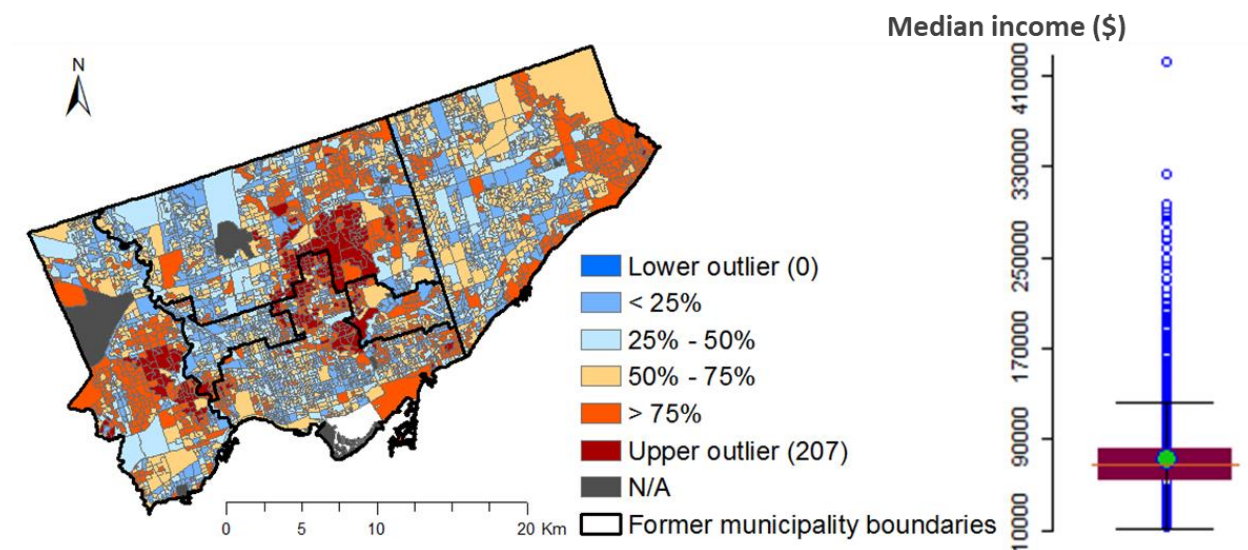 Median income ($)
N
Lower outlier (0)
< 25%
25% - 50%
50% - 75%
> 75%
Upper outlier (207)
N/A
Former municipality boundaries
0 5 10 20 Km
410000
330000
250000
170000
90000
10000